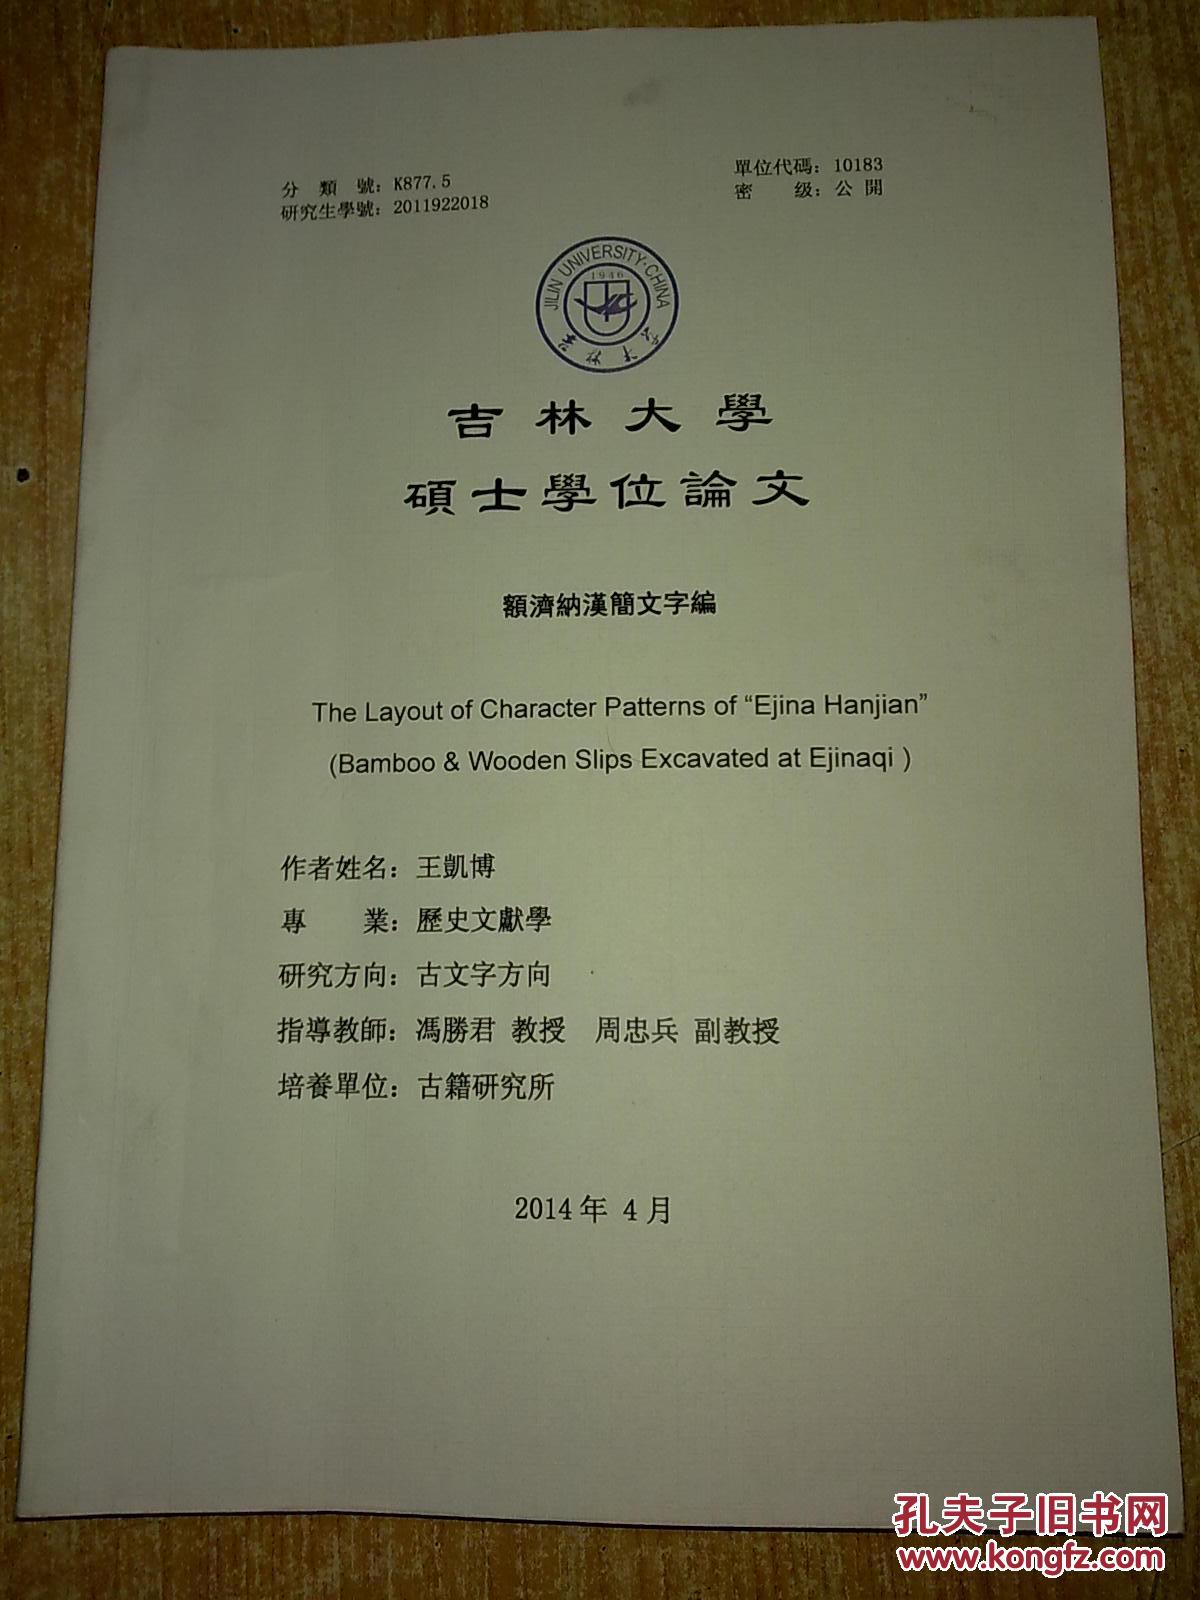 分類號：K877.5
單位代碼：10183
研究生學號：2011922018
密级：公開
JILIN UNIVERSITY·CHINA
1946
吉林大學
碩士學位論文
額濟納漢簡文字編
The Layout of Character Patterns of “Ejina Hanjian”
(Bamboo & Wooden Slips Excavated at Ejinaqi )
作者姓名：王凱博
專業：歷史文獻學
研究方向：古文字方向
指導教師：馮勝君 教授 周忠兵 副教授
培養單位：古籍研究所
2014年 4月
孔夫子旧书网
www.kongfz.com